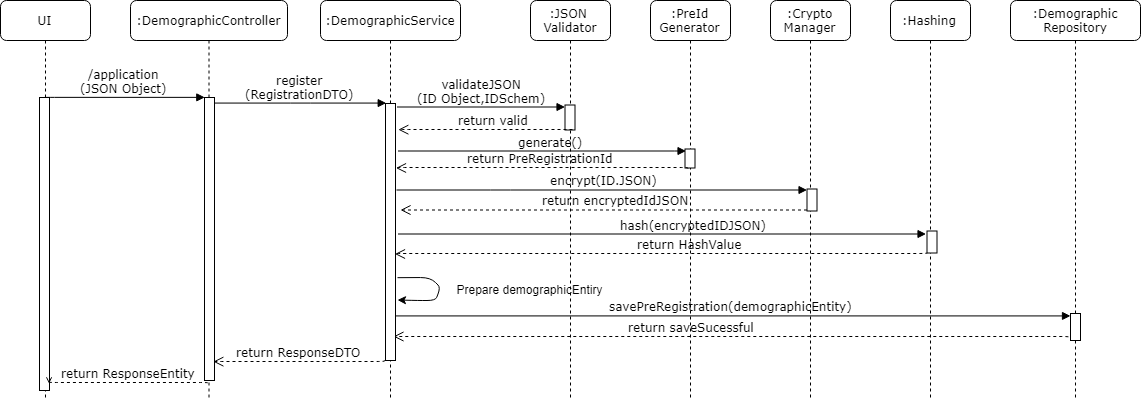 UI
:DemographicController
:DemographicService
:JSON
Validator
:PreId
Generator
:Crypto
Manager
:Hashing
:Demographic
Repository
/application
(JSON Object)
register
(RegistrationDTO)
validateJSON
(ID Object,IDSchem)
return valid
generate()
return PreRegistrationId
encrypt(ID.JSON)
return encryptedIdJSON
hash(encryptedIDJSON)
return HashValue
Prepare demographicEntiry
savePreRegistration(demographicEntity)
return saveSucessful
return ResponseDTO
return ResponseEntity